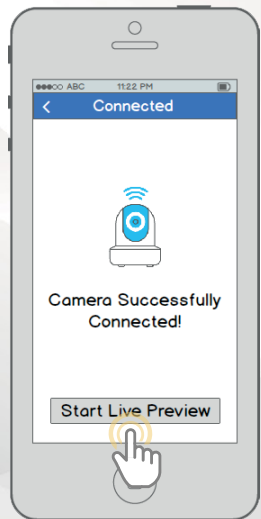 ABC 11:22 PM
Connected
Camera Successfully
Connected!
Start Live Preview